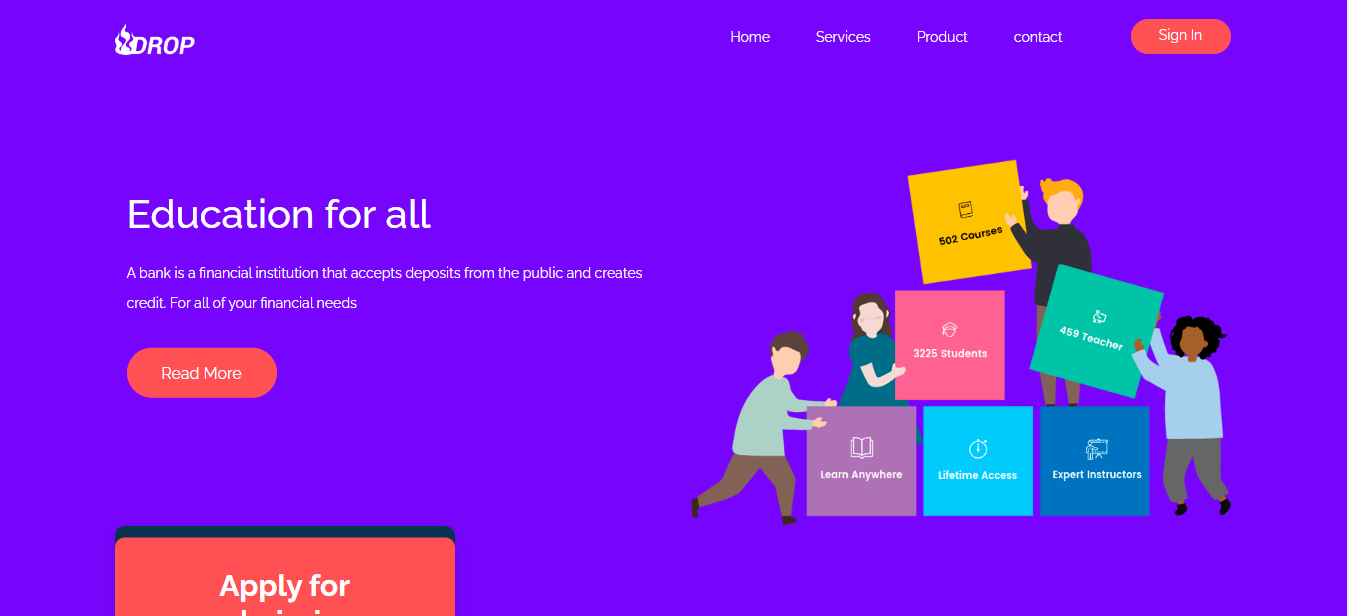 DROP
Home Services Product contact Sign In
Education for all
A bank is a financial institution that accepts deposits from the public and creates
credit. For all of your financial needs
Read More
502 Courses
459 Teacher
3225 Students
Learn Anywhere
Lifetime Access
Expert Instructors
Apply for